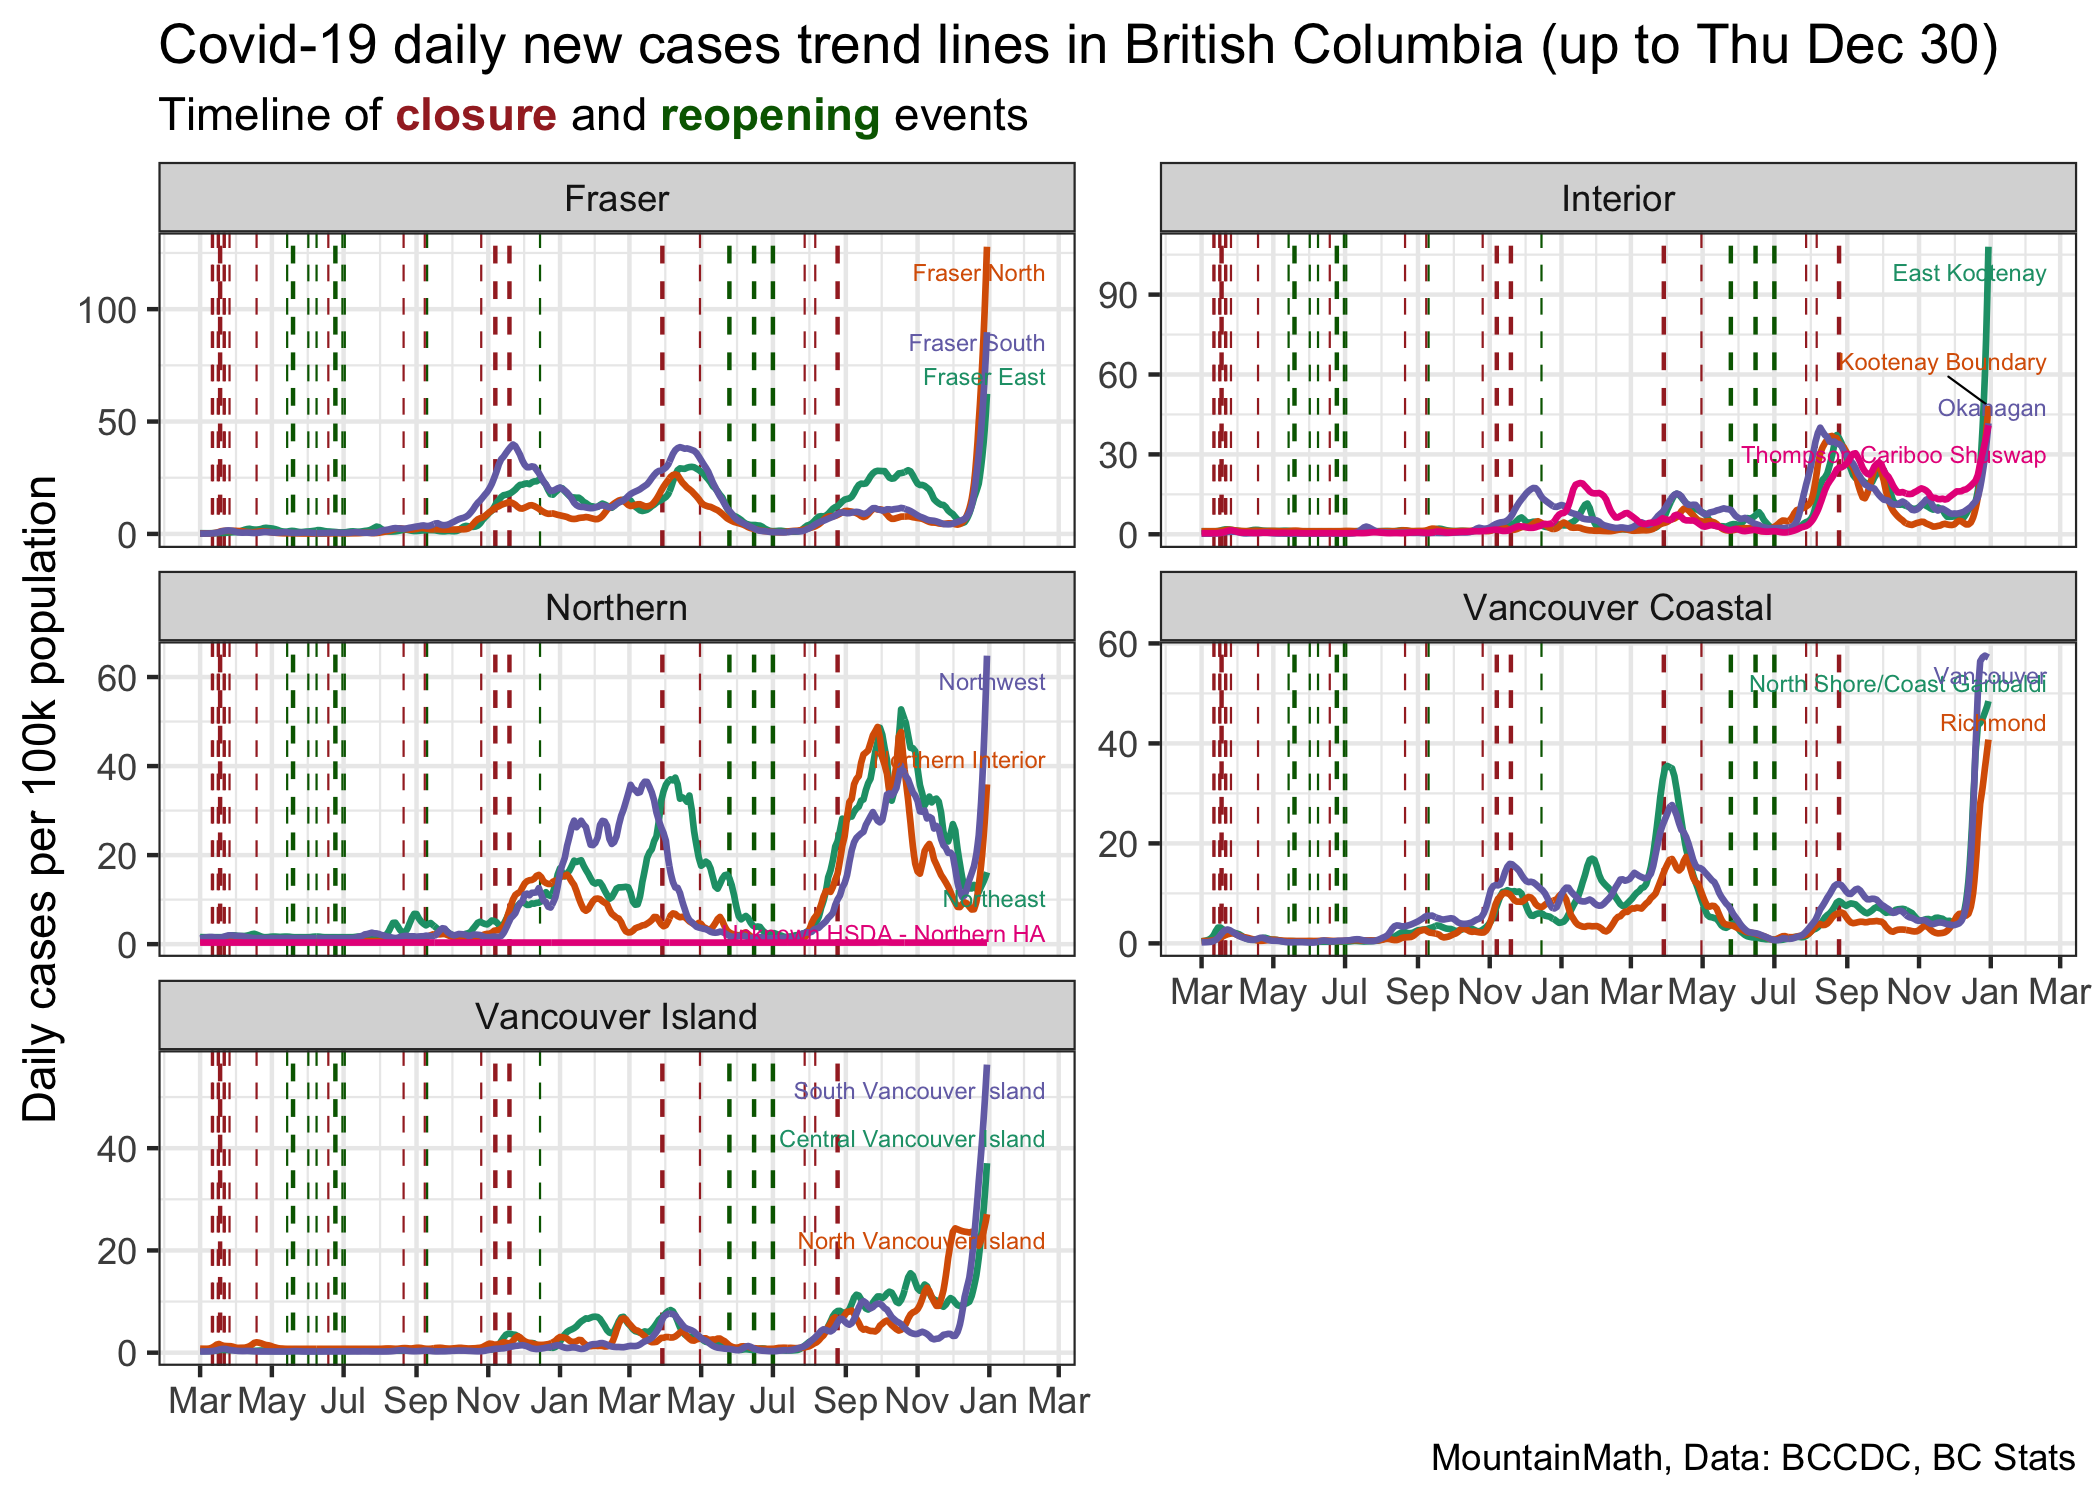 Covid-19 daily new cases trend lines in British Columbia (up to Thu Dec 30)
Timeline of closure and reopening events
Daily cases per 100k population
Fraser
100
50
0
Fraser North
Fraser South
Fraser East
Interior
90
60
30
0
East Kootenay
Kootenay Boundary
Okanagan
Thompson Cariboo Shuswap
Northern
60
40
20
0
Northwest
Northern Interior
Northeast
Unknown HSDA - Northern HA
Vancouver Coastal
60
40
20
0
Vancouver
North Shore/Coast Garibaldi
Richmond
Mar May Jul Sep Nov Jan Mar May Jul Sep Nov Jan Mar
Vancouver Island
40
20
0
South Vancouver Island
Central Vancouver Island
North Vancouver Island
Mar May Jul Sep Nov Jan Mar May Jul Sep Nov Jan Mar
MountainMath, Data: BCCDC, BC Stats